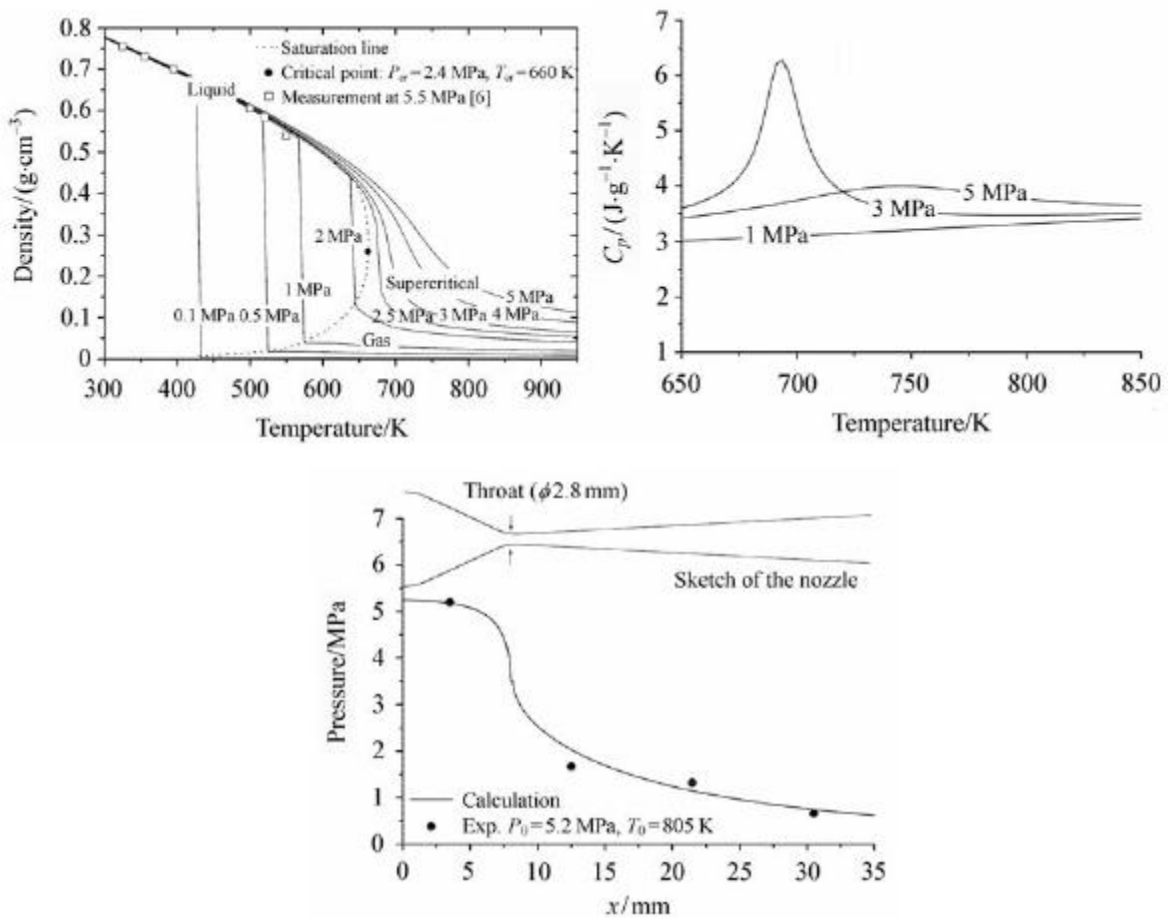 0.8
0.7
0.6
0.5
0.4
0.3
0.2
0.1
0
Density/(g·cm⁻³)
Saturation line
Critical point: P_cr=2.4 MPa, T_cr=660 K
Measurement at 5.5 MPa [6]
Liquid
2 MPa
1 MPa
Supercritical
0.1 MPa 0.5 MPa
2.5 MPa 3 MPa 4 MPa
5 MPa
Gas
300 400 500 600 700 800 900
Temperature/K
7
6
5
4
3
2
1
C_p/(J·g⁻¹·K⁻¹)
5 MPa
3 MPa
1 MPa
650 700 750 800 850
Temperature/K
Throat (ϕ2.8 mm)
Sketch of the nozzle
7
6
5
4
3
2
1
0
Pressure/MPa
Calculation
Exp. P₀=5.2 MPa, T₀=805 K
0 5 10 15 20 25 30 35
x/mm